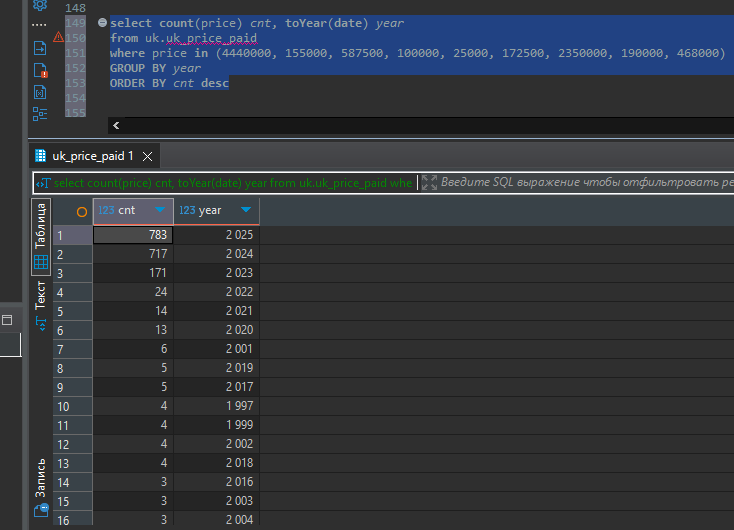 148
149 select count(price) cnt, toYear(date) year
150 from uk.uk_price_paid
151 where price in (4440000, 155000, 587500, 100000, 25000, 172500, 2350000, 190000, 468000)
152 GROUP BY year
153 ORDER BY cnt desc
154
155
uk_price_paid 1
select count(price) cnt, toYear(date) year from uk.uk_price_paid whe Введите SQL выражение чтобы отфильтровать ре
Таблица
Текст
Запись
123 cnt 123 year
1 783 2 025
2 717 2 024
3 171 2 023
4 24 2 022
5 14 2 021
6 13 2 020
7 6 2 001
8 5 2 019
9 5 2 017
10 4 1 997
11 4 1 999
12 4 2 002
13 4 2 018
14 3 2 016
15 3 2 003
16 3 2 004